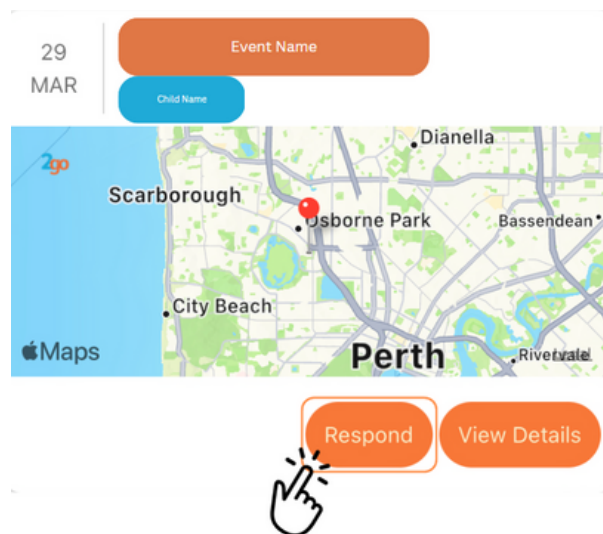 29
MAR
Event Name
Child Name
2go
Dianella
Scarborough
Osborne Park
Bassendean
City Beach
Maps
Perth
Rivervale
Respond
View Details